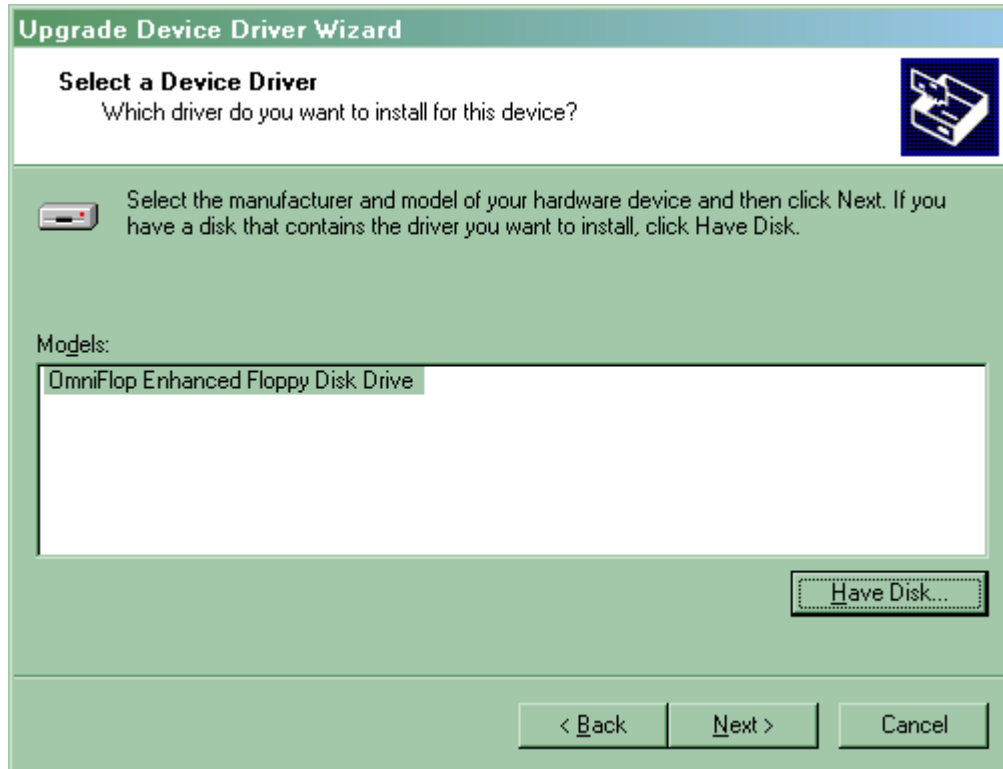 Upgrade Device Driver Wizard
Select a Device Driver
Which driver do you want to install for this device?
Select the manufacturer and model of your hardware device and then click Next. If you
have a disk that contains the driver you want to install, click Have Disk.
Models:
OmniFlop Enhanced Floppy Disk Drive
Have Disk...
< Back Next > Cancel